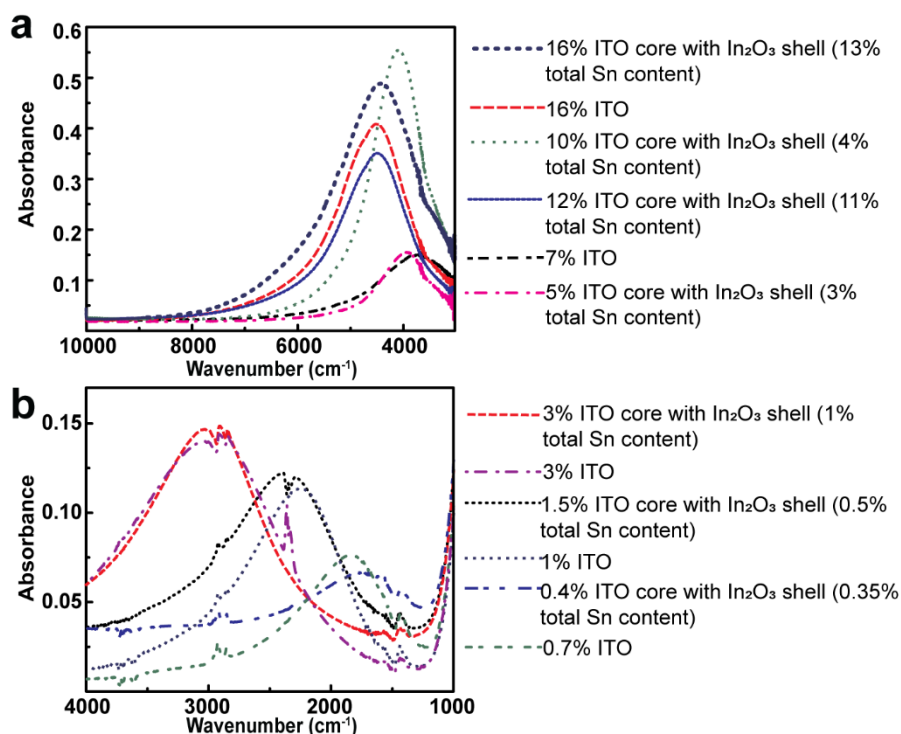 a
Absorbance
0.6
0.5
0.4
0.3
0.2
0.1
10000 8000 6000 4000
Wavenumber (cm⁻¹)
16% ITO core with In₂O₃ shell (13%
total Sn content)
16% ITO
10% ITO core with In₂O₃ shell (4%
total Sn content)
12% ITO core with In₂O₃ shell (11%
total Sn content)
7% ITO
5% ITO core with In₂O₃ shell (3%
total Sn content)
b
Absorbance
0.15
0.10
0.05
4000 3000 2000 1000
Wavenumber (cm⁻¹)
3% ITO core with In₂O₃ shell (1%
total Sn content)
3% ITO
1.5% ITO core with In₂O₃ shell (0.5%
total Sn content)
1% ITO
0.4% ITO core with In₂O₃ shell (0.35%
total Sn content)
0.7% ITO